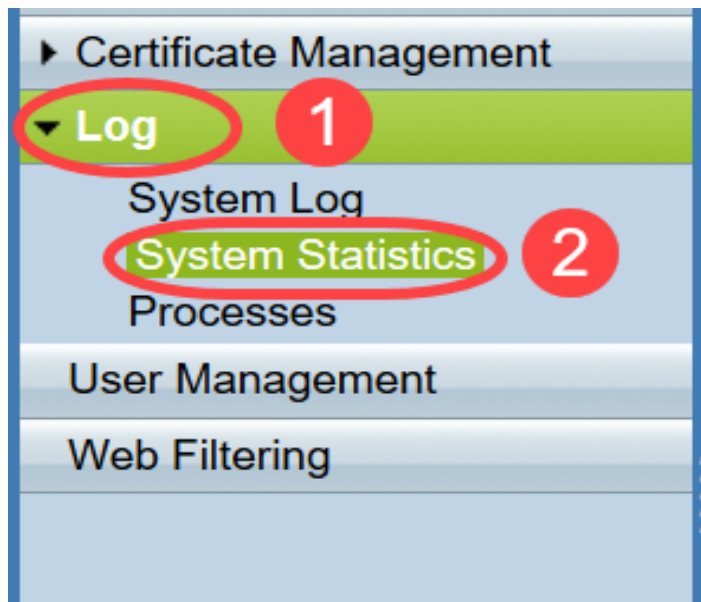 Certificate Management
Log 1
System Log
System Statistics 2
Processes
User Management
Web Filtering